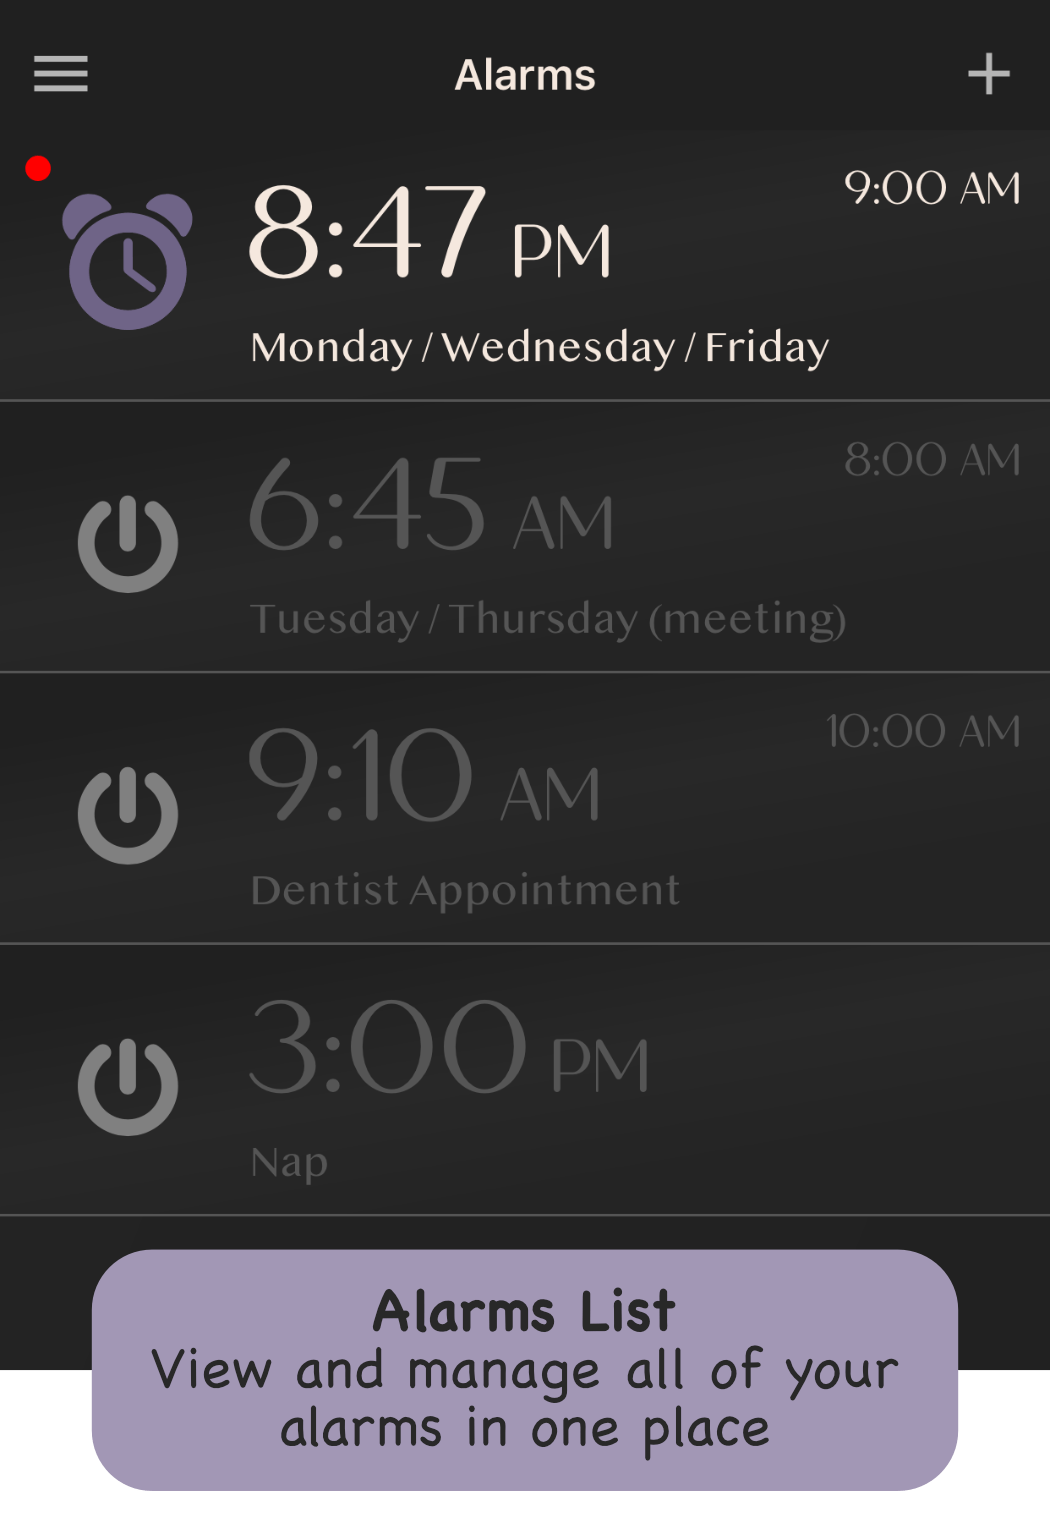 Alarms
8:47 PM
9:00 AM
Monday / Wednesday / Friday
6:45 AM
8:00 AM
Tuesday / Thursday (meeting)
9:10 AM
10:00 AM
Dentist Appointment
3:00 PM
Nap
Alarms List
View and manage all of your
alarms in one place